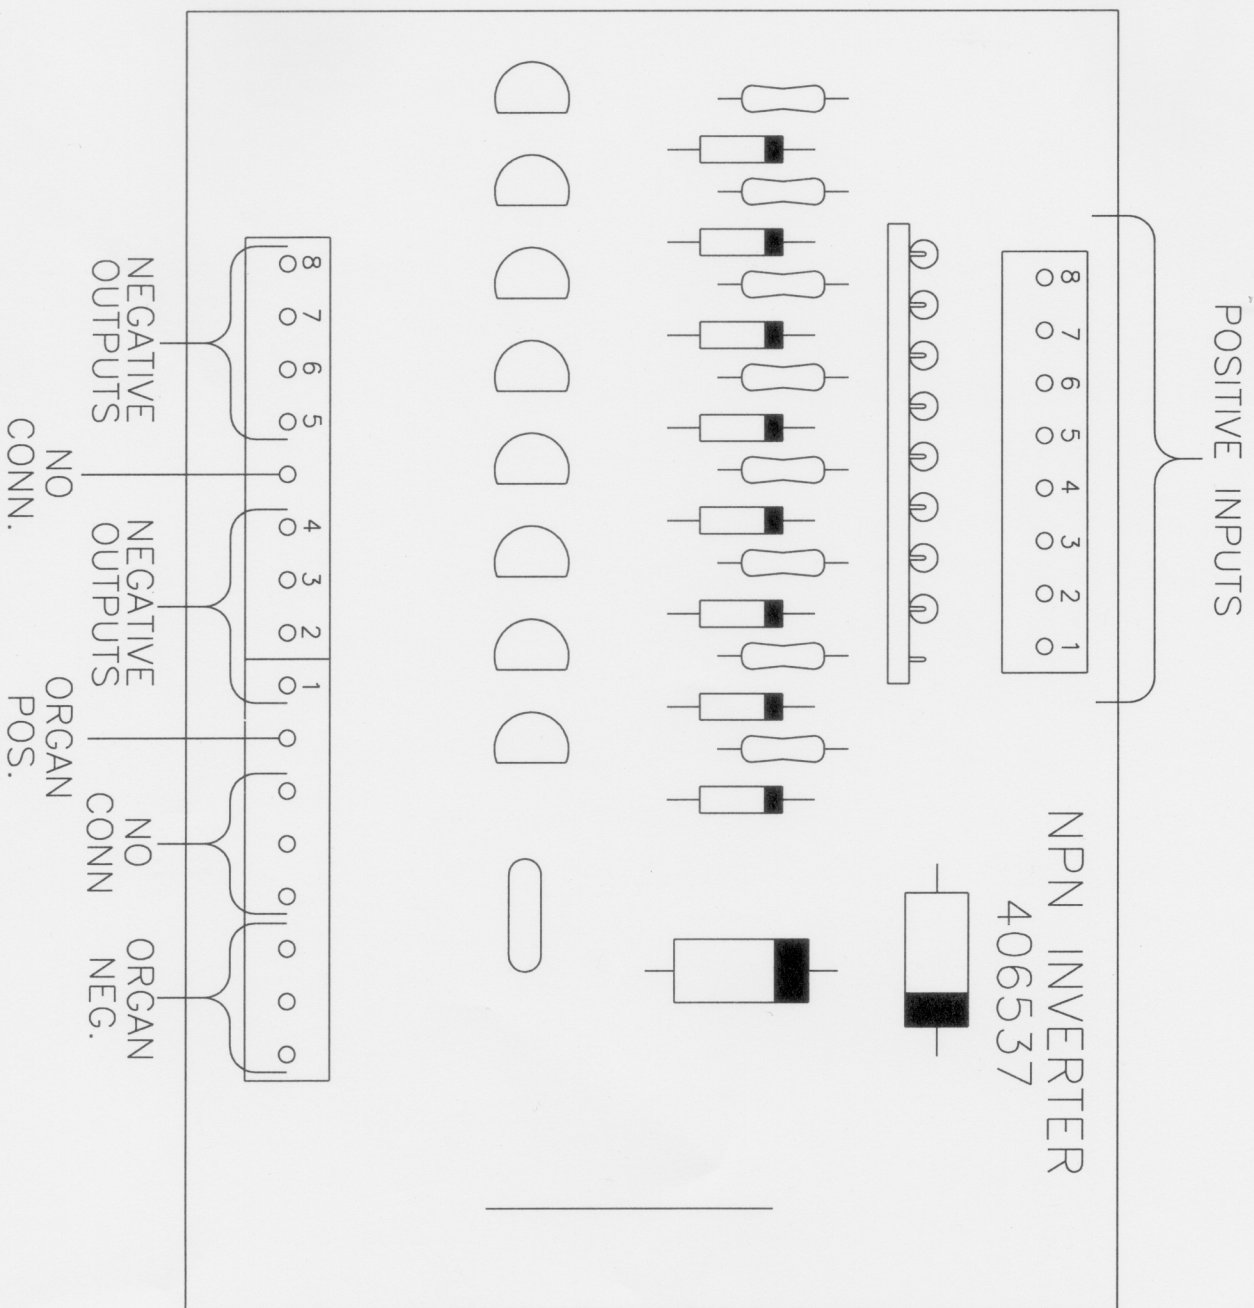 POSITIVE INPUTS
8 7 6 5 4 3 2 1
NPN INVERTER
406537
8 7 6 5 4 3 2 1
NEGATIVE
OUTPUTS
NO
CONN.
NEGATIVE
OUTPUTS
ORGAN
POS.
NO
CONN
ORGAN
NEG.